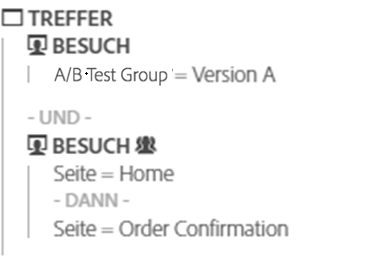 TREFFER
BESUCH
A/B Test Group = Version A
- UND -
BESUCH
Seite = Home
- DANN -
Seite = Order Confirmation